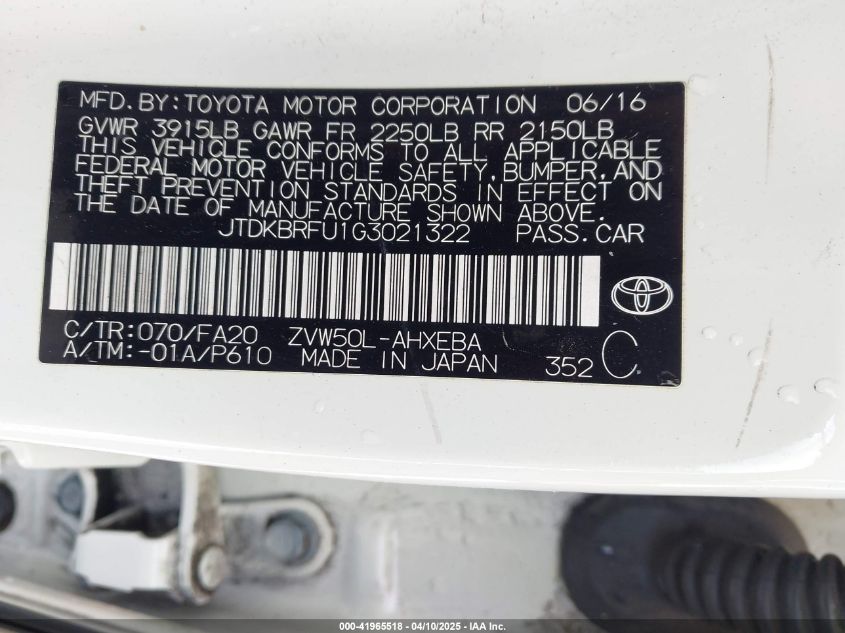 MFD.BY:TOYOTA MOTOR CORPORATION 06/16
GVWR 3915LB GAWR FR 2250LB RR 2150LB
THIS VEHICLE CONFORMS TO ALL APPLICABLE
FEDERAL MOTOR VEHICLE SAFETY,BUMPER,AND
THEFT PREVENTION STANDARDS IN EFFECT ON
THE DATE OF MANUFACTURE SHOWN ABOVE.
JTDKBRFU1G3021322 PASS.CAR
C/TR:070/FA20 ZVW50L-AHXEBA
A/TM:-01A/P610 MADE IN JAPAN 352 C
000-41965518 - 04/10/2025 - IAA Inc.